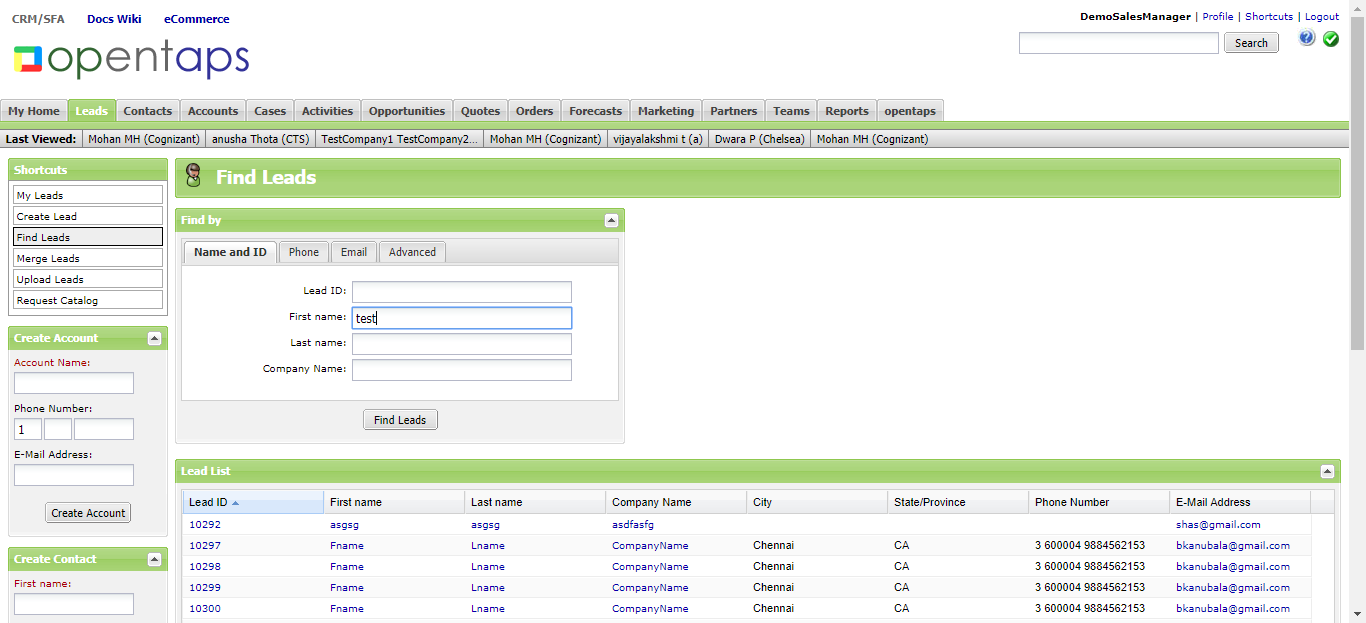 CRM/SFA Docs Wiki eCommerce
DemoSalesManager | Profile | Shortcuts | Logout
opentaps
Search
My Home Leads Contacts Accounts Cases Activities Opportunities Quotes Orders Forecasts Marketing Partners Teams Reports opentaps
Last Viewed: Mohan MH (Cognizant) anusha Thota (CTS) TestCompany1 TestCompany2... Mohan MH (Cognizant) vijayalakshmi t (a) Dwara P (Chelsea) Mohan MH (Cognizant)
Shortcuts
My Leads
Create Lead
Find Leads
Merge Leads
Upload Leads
Request Catalog
Create Account
Account Name:
Phone Number:
1
E-Mail Address:
Create Account
Create Contact
First name:
Find Leads
Find by
Name and ID Phone Email Advanced
Lead ID:
First name: test
Last name:
Company Name:
Find Leads
Lead List
Lead ID First name Last name Company Name City State/Province Phone Number E-Mail Address
10292 asgsg asgsg asdfasfg shas@gmail.com
10297 Fname Lname CompanyName Chennai CA 3 600004 9884562153 bkanubala@gmail.com
10298 Fname Lname CompanyName Chennai CA 3 600004 9884562153 bkanubala@gmail.com
10299 Fname Lname CompanyName Chennai CA 3 600004 9884562153 bkanubala@gmail.com
10300 Fname Lname CompanyName Chennai CA 3 600004 9884562153 bkanubala@gmail.com